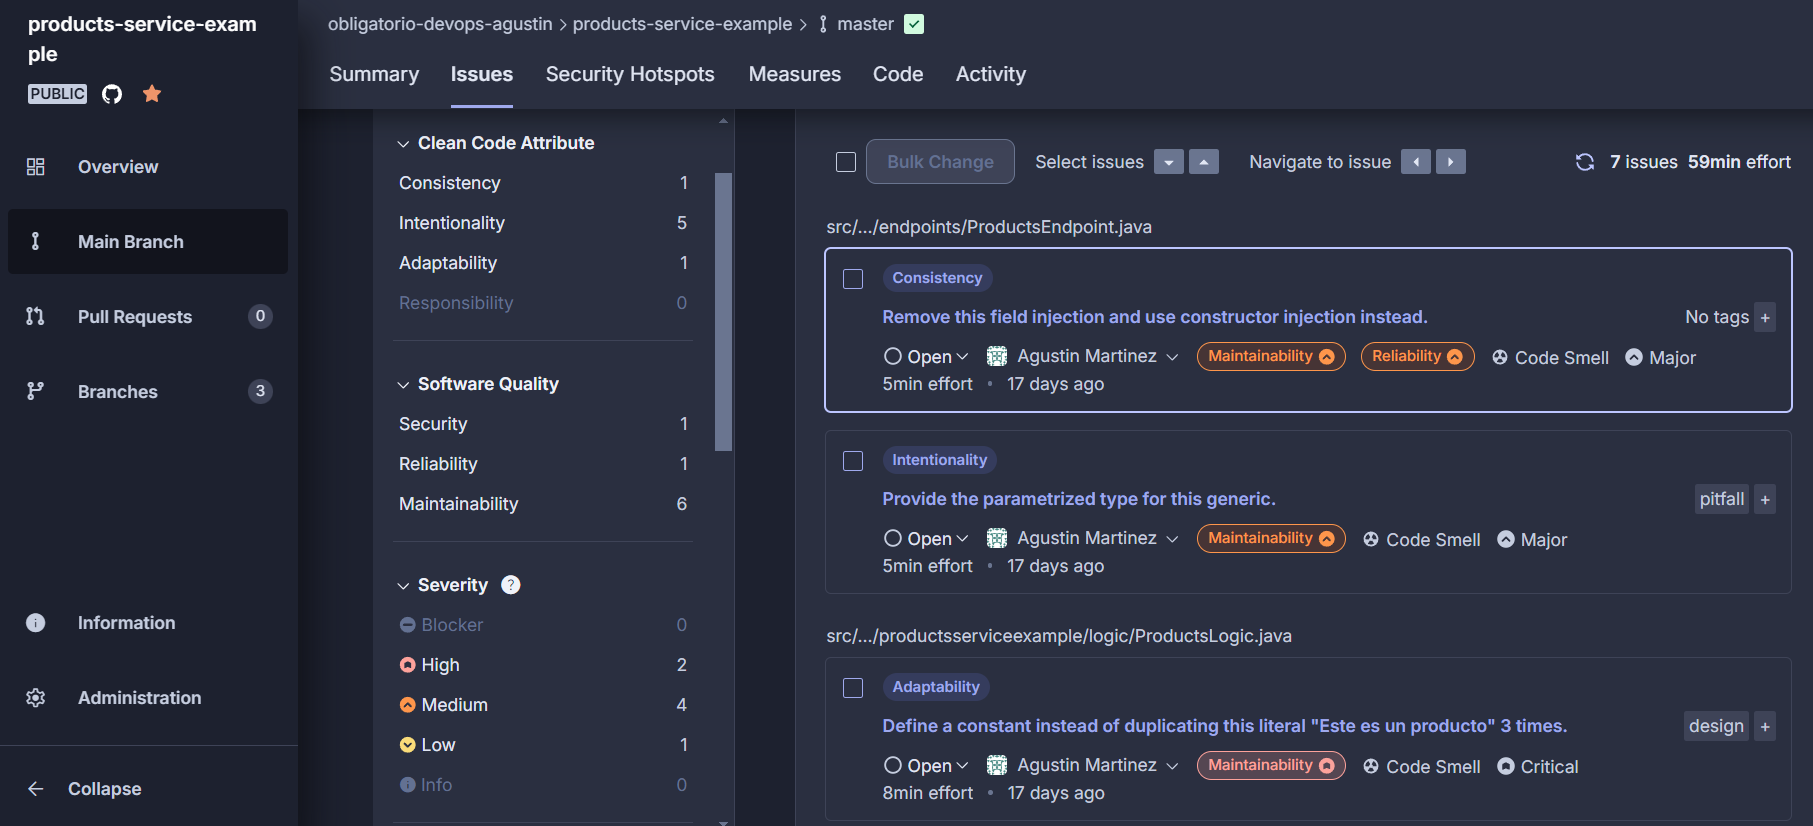 products-service-exam
ple
PUBLIC
Overview
Main Branch
Pull Requests 0
Branches 3
Information
Administration
Collapse
obligatorio-devops-agustin > products-service-example > master
Summary Issues Security Hotspots Measures Code Activity
Clean Code Attribute
Consistency 1
Intentionality 5
Adaptability 1
Responsibility 0
Software Quality
Security 1
Reliability 1
Maintainability 6
Severity ?
Blocker 0
High 2
Medium 4
Low 1
Info 0
Bulk Change Select issues Navigate to issue 7 issues 59min effort
src/.../endpoints/ProductsEndpoint.java
Consistency
Remove this field injection and use constructor injection instead. No tags +
Open Agustin Martinez Maintainability Reliability Code Smell Major
5min effort • 17 days ago
Intentionality
Provide the parametrized type for this generic. pitfall +
Open Agustin Martinez Maintainability Code Smell Major
5min effort • 17 days ago
src/.../productsserviceexample/logic/ProductsLogic.java
Adaptability
Define a constant instead of duplicating this literal "Este es un producto" 3 times. design +
Open Agustin Martinez Maintainability Code Smell Critical
8min effort • 17 days ago